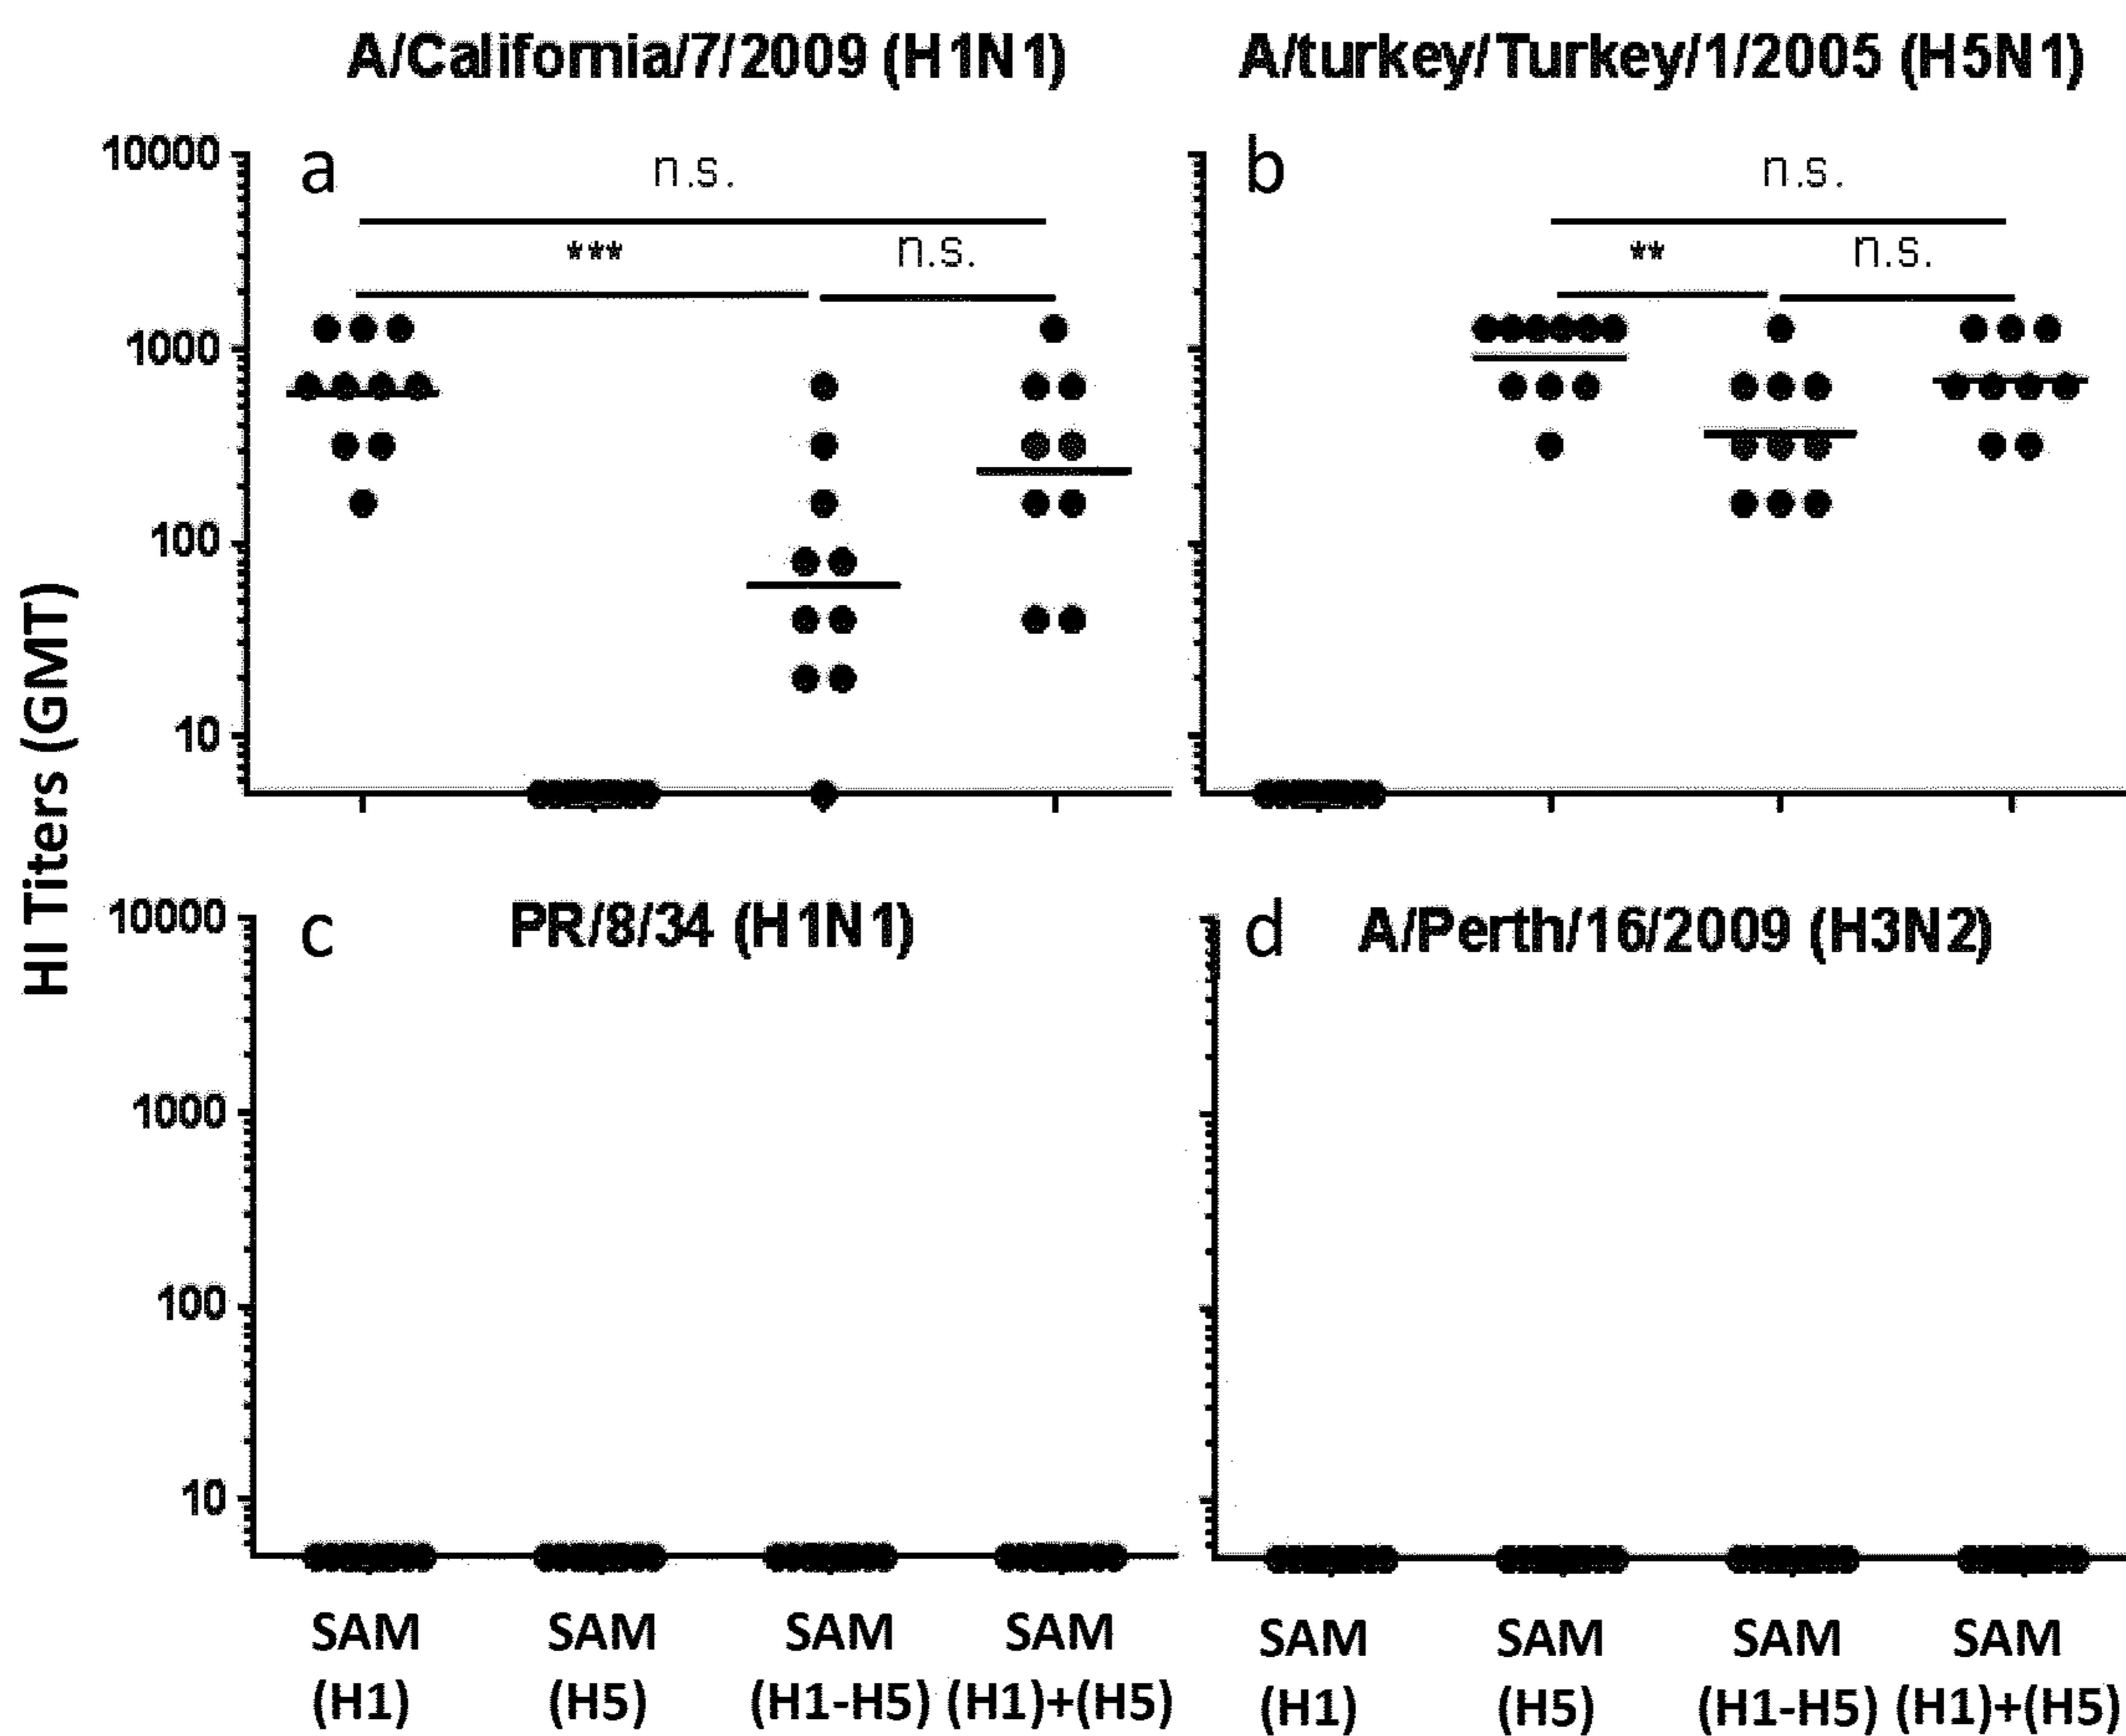 A/California/7/2009 (H1N1)
A/turkey/Turkey/1/2005 (H5N1)
HI Titers (GMT)
10000
1000
100
10
a
n.s.
***
n.s.
b
n.s.
**
n.s.
10000
1000
100
10
c
PR/8/34 (H1N1)
d
A/Perth/16/2009 (H3N2)
SAM
(H1)
SAM
(H5)
SAM
(H1-H5)
SAM
(H1)+(H5)
SAM
(H1)
SAM
(H5)
SAM
(H1-H5)
SAM
(H1)+(H5)